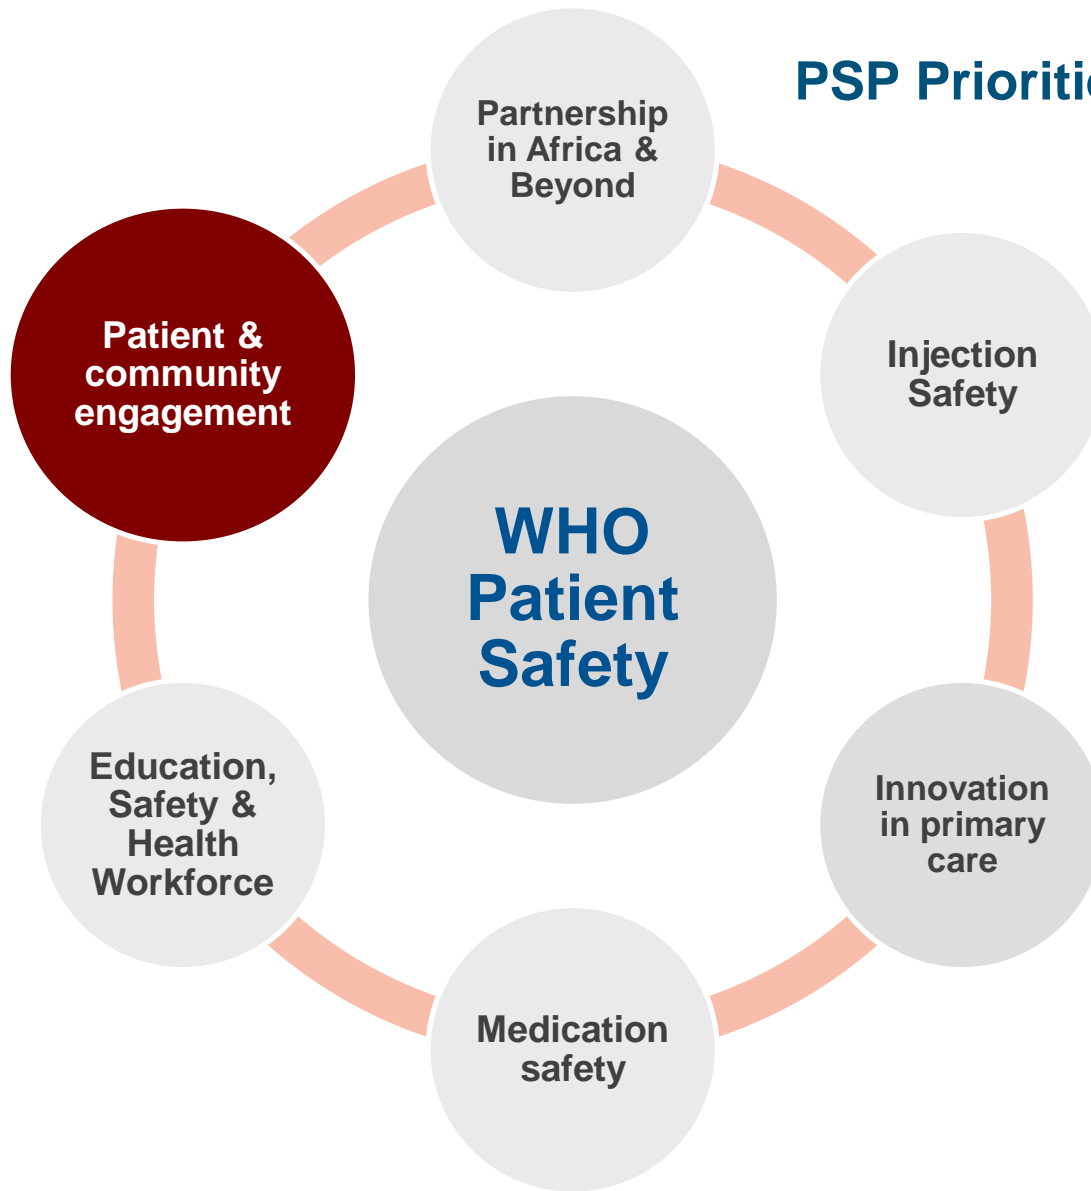 PSP Prioritie
Partnership
in Africa &
Beyond
Patient &
community
engagement
Injection
Safety
WHO
Patient
Safety
Education,
Safety &
Health
Workforce
Innovation
in primary
care
Medication
safety